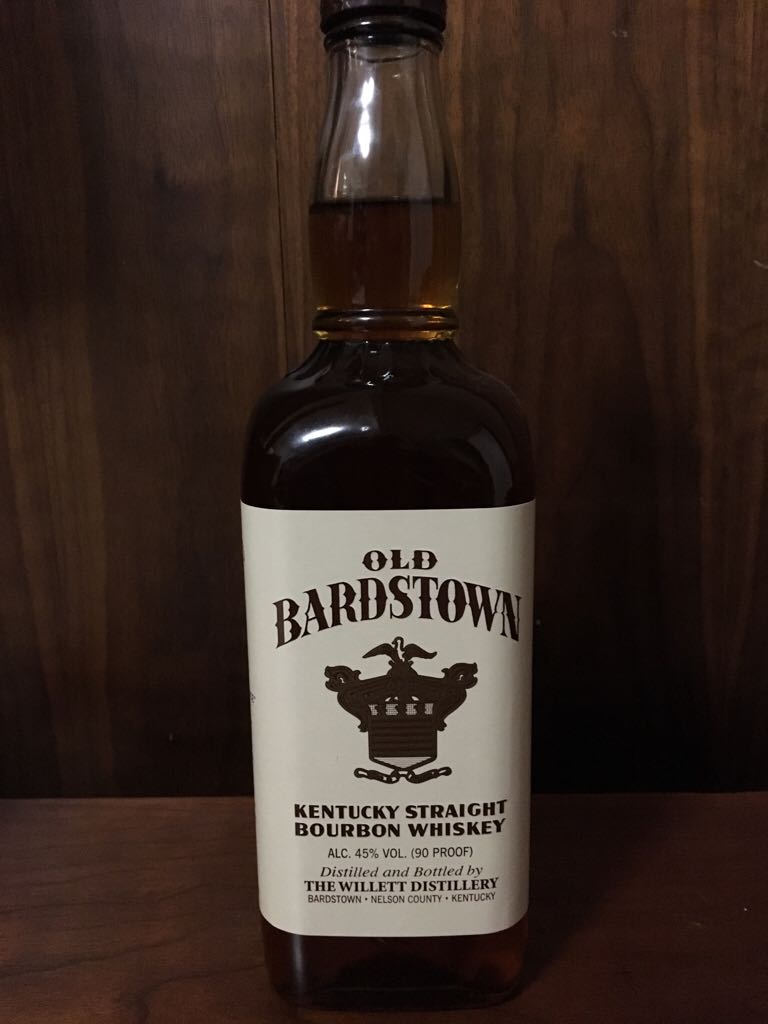 OLD
BARDSTOWN
KENTUCKY STRAIGHT
BOURBON WHISKEY
ALC. 45% VOL. (90 PROOF)
Distilled and Bottled by
THE WILLETT DISTILLERY
BARDSTOWN • NELSON COUNTY • KENTUCKY